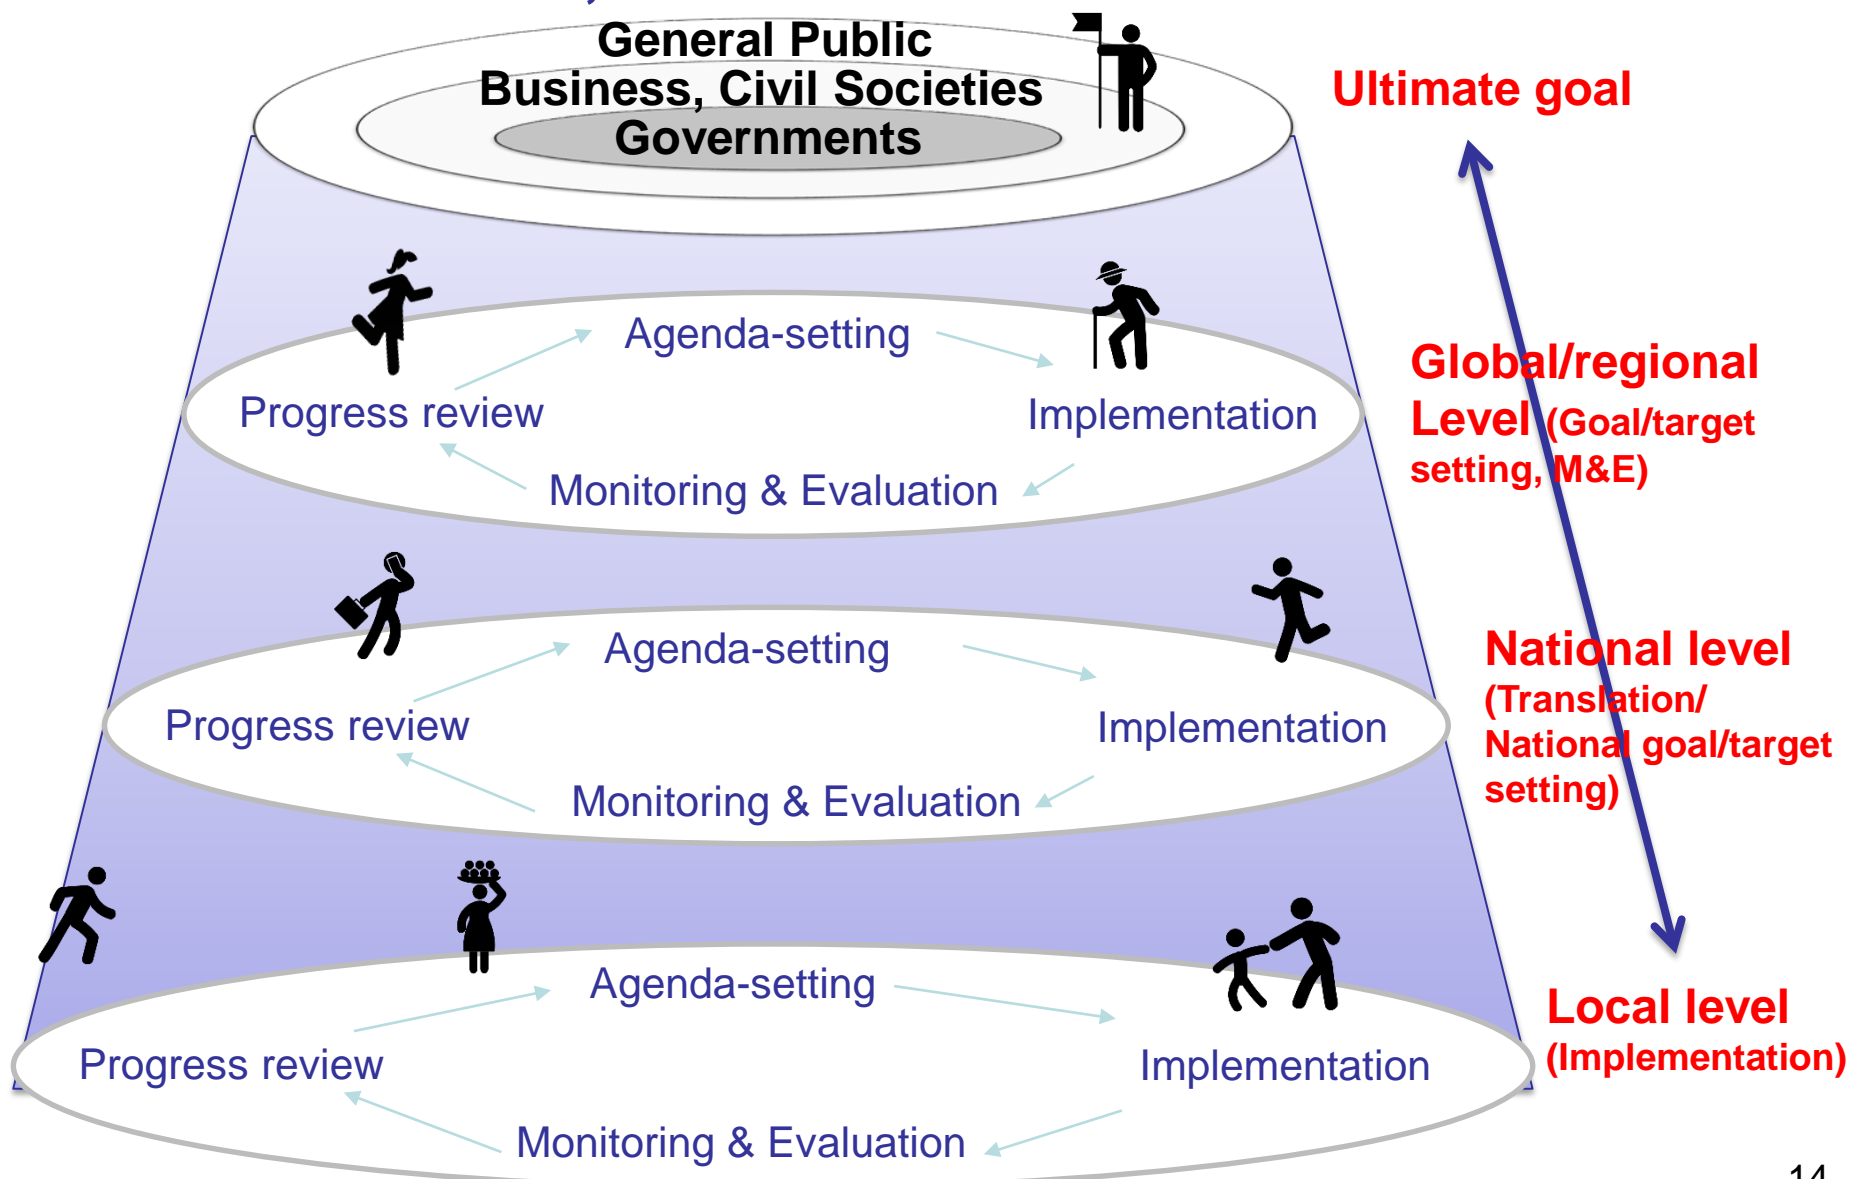 General Public
Business, Civil Societies
Governments
Ultimate goal
Agenda-setting
Progress review
Implementation
Monitoring & Evaluation
Global/regional
Level (Goal/target
setting, M&E)
Agenda-setting
Progress review
Implementation
Monitoring & Evaluation
National level
(Translation/
National goal/target
setting)
Agenda-setting
Progress review
Implementation
Monitoring & Evaluation
Local level
(Implementation)
14